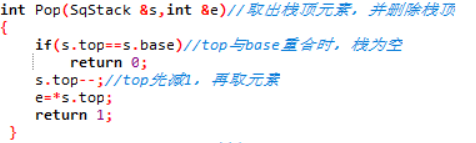 int Pop(SqStack &s,int &e)//取出栈顶元素，并删除栈顶
{
if(s.top==s.base)//top与base重合时，栈为空
return 0;
s.top--;//top先减1，再取元素
e=*s.top;
return 1;
}